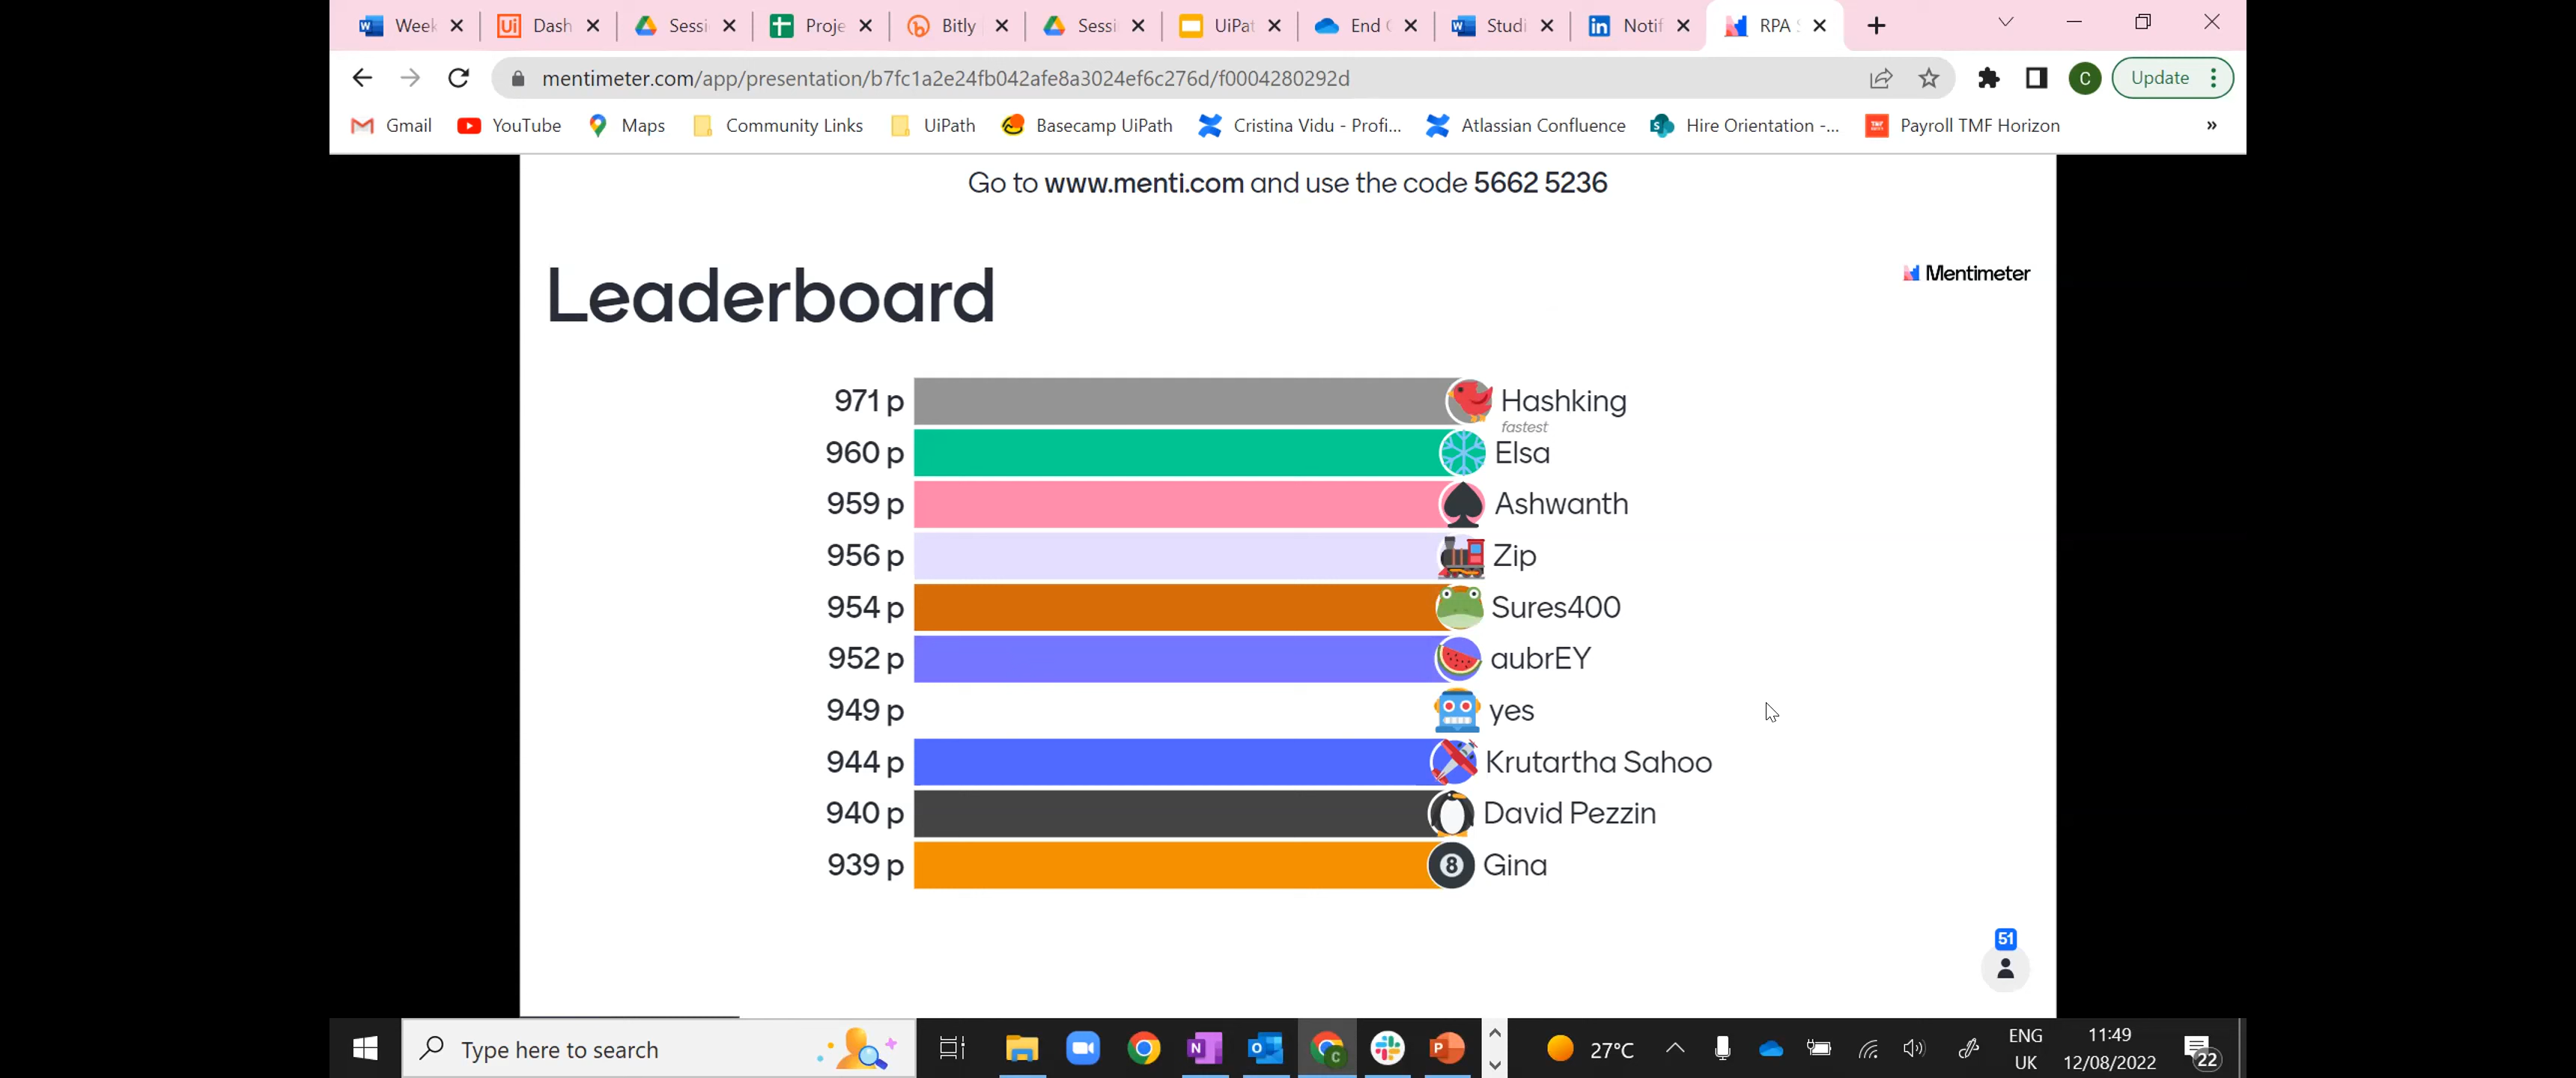 Week
Dash
Sessi
Proje
Bitly
Sessi
UiPat
End
Studi
Notif
RPA
mentimeter.com/app/presentation/b7fc1a2e24fb042afe8a3024ef6c276d/f0004280292d
C
Update
Gmail
YouTube
Maps
Community Links
UiPath
Basecamp UiPath
Cristina Vidu - Profi...
Atlassian Confluence
Hire Orientation -...
Payroll TMF Horizon
»
Go to www.menti.com and use the code 5662 5236
Leaderboard
Mentimeter
971 p Hashking
fastest
960 p Elsa
959 p Ashwanth
956 p Zip
954 p Sures400
952 p aubrEY
949 p yes
944 p Krutartha Sahoo
940 p David Pezzin
939 p 8 Gina
51
Type here to search
27°C
ENG
UK
11:49
12/08/2022
22